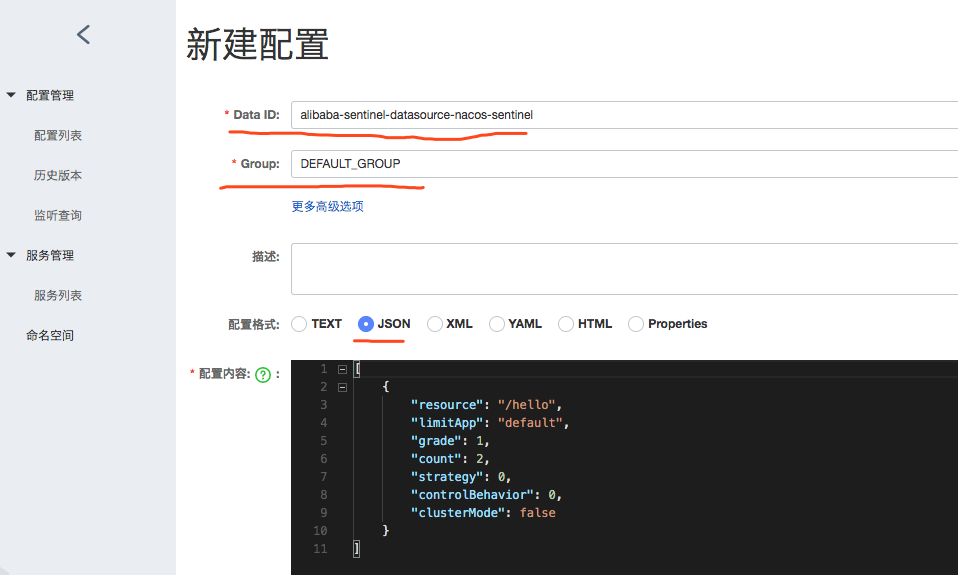 新建配置
配置管理
配置列表
历史版本
监听查询
服务管理
服务列表
命名空间
* Data ID: alibaba-sentinel-datasource-nacos-sentinel
* Group: DEFAULT_GROUP
更多高级选项
描述:
配置格式: TEXT JSON XML YAML HTML Properties
* 配置内容: ? :
1 [
2 {
3 "resource": "/hello",
4 "limitApp": "default",
5 "grade": 1,
6 "count": 2,
7 "strategy": 0,
8 "controlBehavior": 0,
9 "clusterMode": false
10 }
11 ]